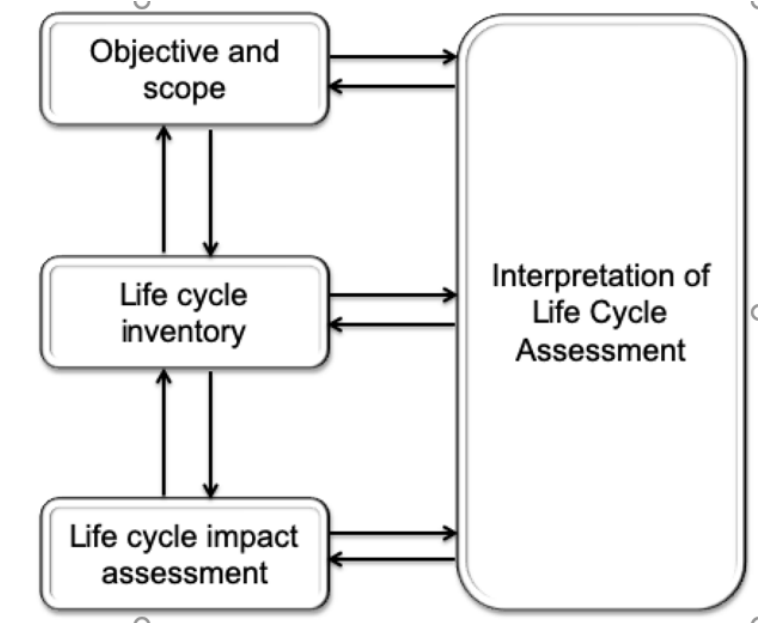 Objective and
scope
Life cycle
inventory
Life cycle impact
assessment
Interpretation of
Life Cycle
Assessment